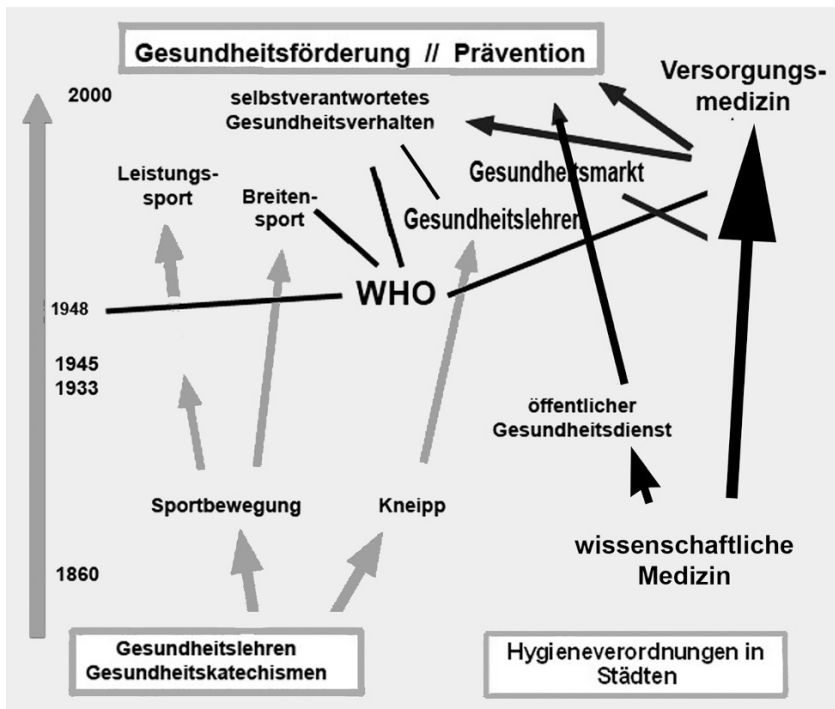 Gesundheitsförderung // Prävention
Versorgungs-
medizin
2000
selbstverantwortetes
Gesundheitsverhalten
Leistungs-
sport
Gesundheitsmarkt
Breiten-
sport
Gesundheitslehren
WHO
1948
1945
1933
öffentlicher
Gesundheitsdienst
Sportbewegung
Kneipp
wissenschaftliche
Medizin
1860
Gesundheitslehren
Gesundheitskatechismen
Hygieneverordnungen in
Städten